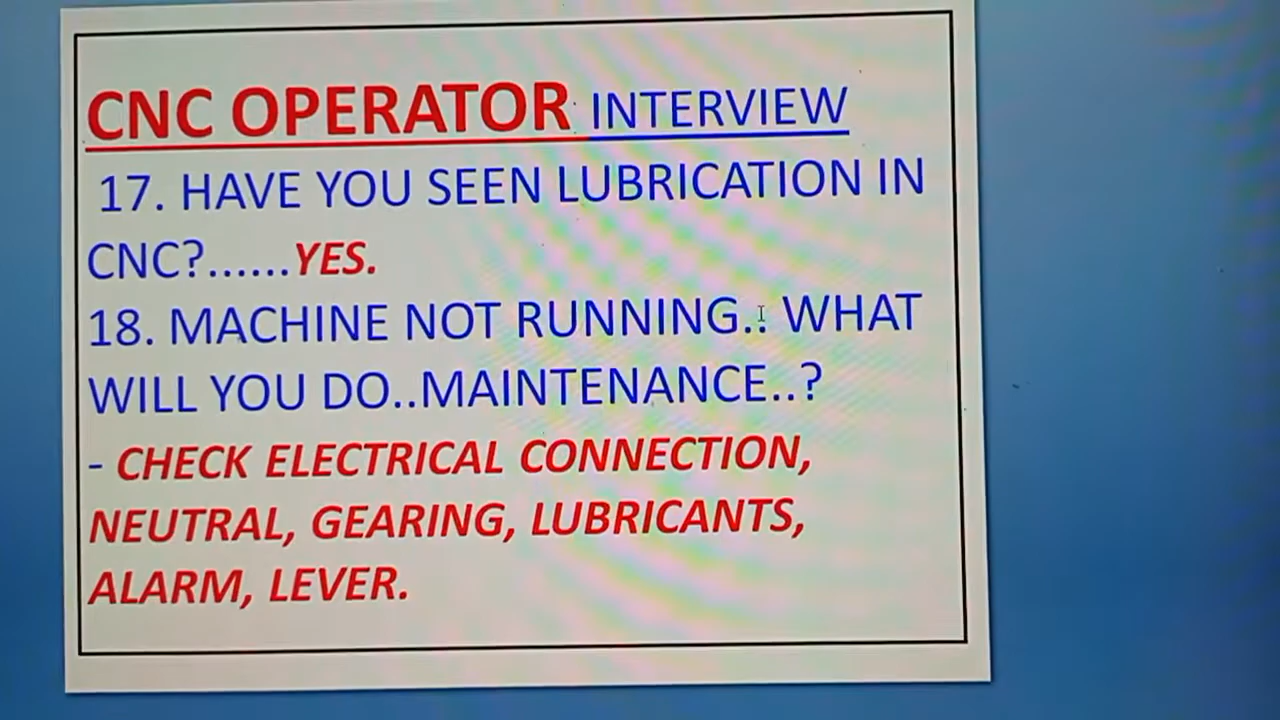 CNC OPERATOR INTERVIEW
17. HAVE YOU SEEN LUBRICATION IN
CNC?......YES.
18. MACHINE NOT RUNNING.. WHAT
WILL YOU DO..MAINTENANCE..?
- CHECK ELECTRICAL CONNECTION,
NEUTRAL, GEARING, LUBRICANTS,
ALARM, LEVER.